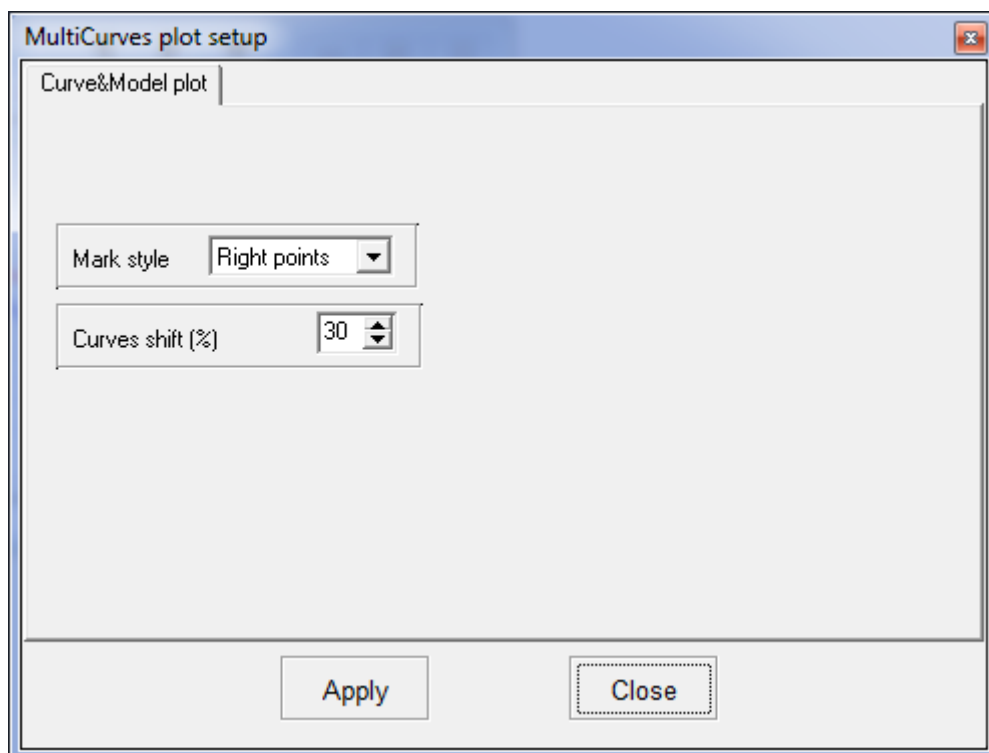 MultiCurves plot setup
Curve&Model plot
Mark style Right points
Curves shift (%) 30
Apply Close